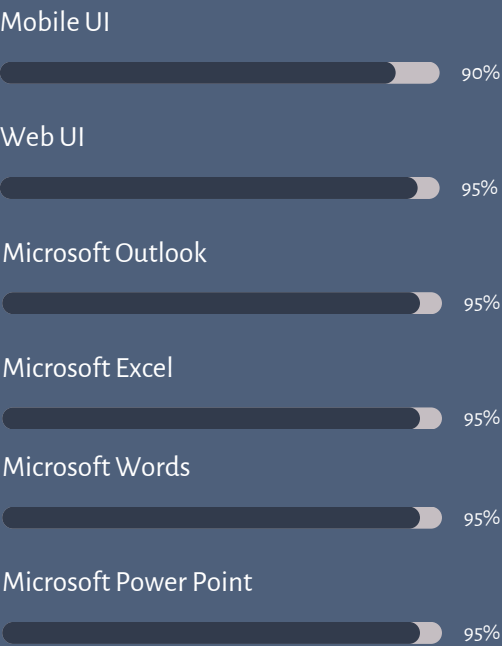 Mobile UI
90%
Web UI
95%
Microsoft Outlook
95%
Microsoft Excel
95%
Microsoft Words
95%
Microsoft Power Point
95%